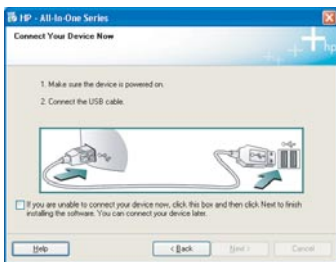 HP - All-In-One Series
Connect Your Device Now
hp
1. Make sure the device is powered on.
2. Connect the USB cable.
If you are unable to connect your device now, click this box and then click Next to finish
installing the software. You can connect your device later.
Help
< Back
Next >
Cancel